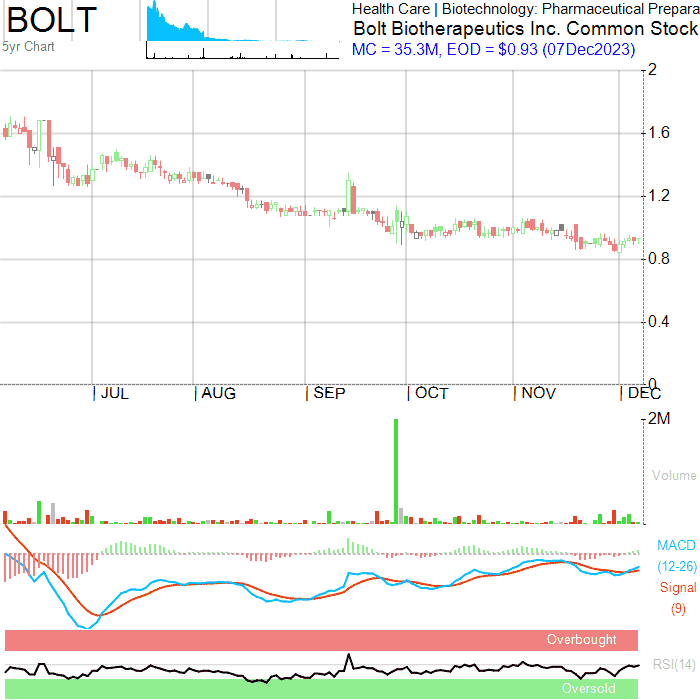 BOLT
5yr Chart
Health Care | Biotechnology: Pharmaceutical Prepara
Bolt Biotherapeutics Inc. Common Stock
MC = 35.3M, EOD = $0.93 (07Dec2023)
2
1.6
1.2
0.8
0.4
0
JUL AUG SEP OCT NOV DEC
2M
Volume
MACD
(12-26)
Signal
(9)
Overbought
RSI(14)
Oversold